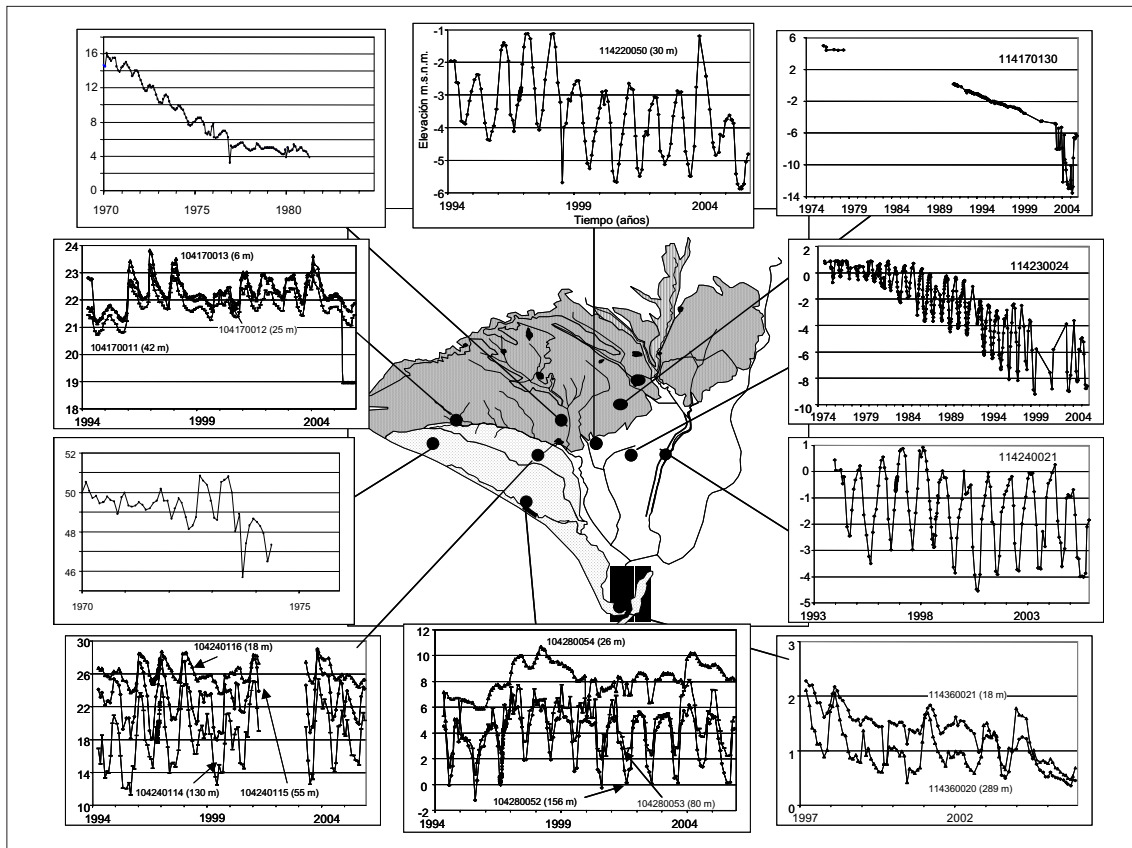 16
12
8
4
0
1970 1975 1980
Elevación m.s.n.m.
-1
-2
-3
-4
-5
-6
114220050 (30 m)
1994 1999 2004
Tiempo (años)
6
2
-2
-6
-10
-14
114170130
1974 1979 1984 1989 1994 1999 2004
24
23
22
21
20
19
18
104170013 (6 m)
104170012 (25 m)
104170011 (42 m)
1994 1999 2004
2
0
-2
-4
-6
-8
-10
114230024
1974 1979 1984 1989 1994 1999 2004
52
50
48
46
1970 1975
1
0
-1
-2
-3
-4
-5
114240021
1993 1998 2003
30
26
22
18
14
10
104240116 (18 m)
104240114 (130 m)
104240115 (55 m)
1994 1999 2004
12
10
8
6
4
2
0
-2
104280054 (26 m)
104280052 (156 m)
104280053 (80 m)
1994 1999 2004
3
2
1
0
114360021 (18 m)
114360020 (289 m)
1997 2002